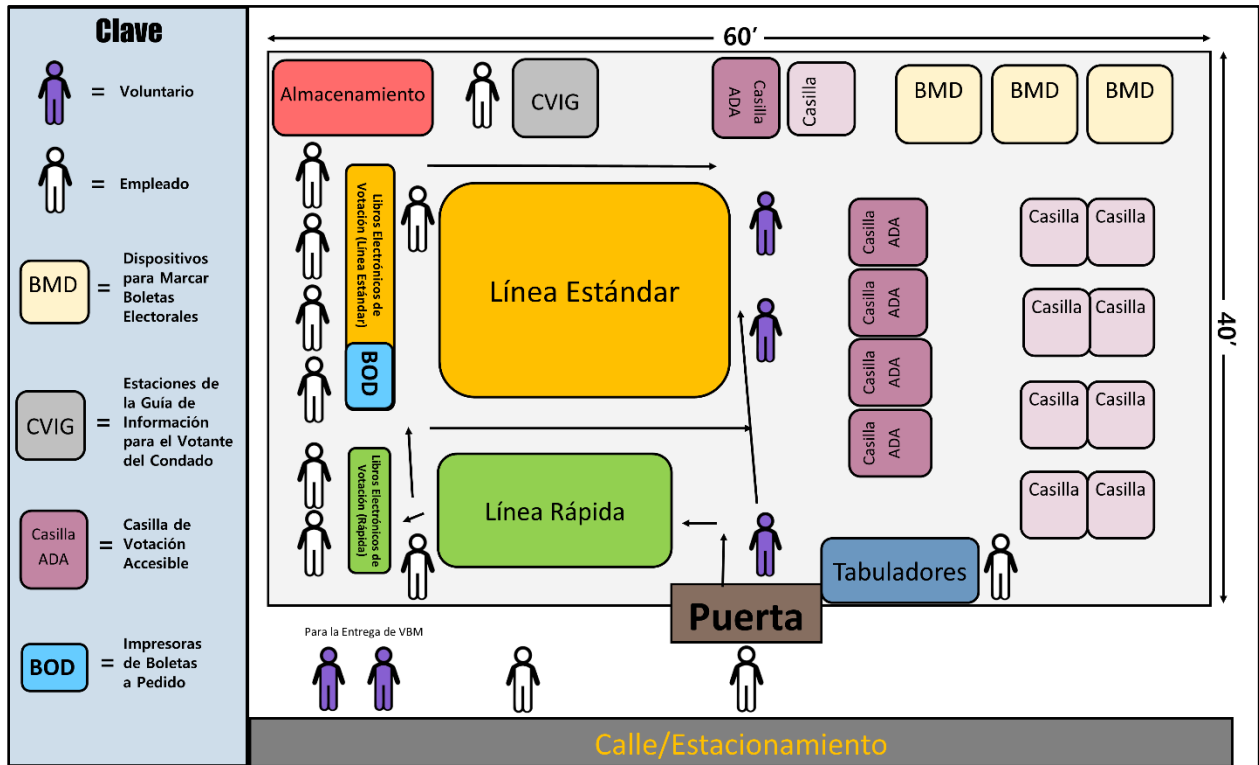 Clave
= Voluntario
= Empleado
BMD
=
Dispositivos
para Marcar
Boletas
Electorales
CVIG
=
Estaciones de
la Guía de
Información
para el Votante
del Condado
Casilla
ADA
=
Casilla de
Votación
Accesible
BOD
=
Impresoras
de Boletas
a Pedido
60’
40’
Almacenamiento
CVIG
Casilla
ADA
Casilla
BMD
BMD
BMD
Libros Electrónicos de
Votación (Línea Estándar)
BOD
Línea Estándar
Casilla
ADA
Casilla
ADA
Casilla
ADA
Casilla
ADA
Casilla
Casilla
Casilla
Casilla
Casilla
Casilla
Casilla
Casilla
Libros Electrónicos de
Votación (Rápida)
Línea Rápida
Tabuladores
Puerta
Para la Entrega de VBM
Calle/Estacionamiento